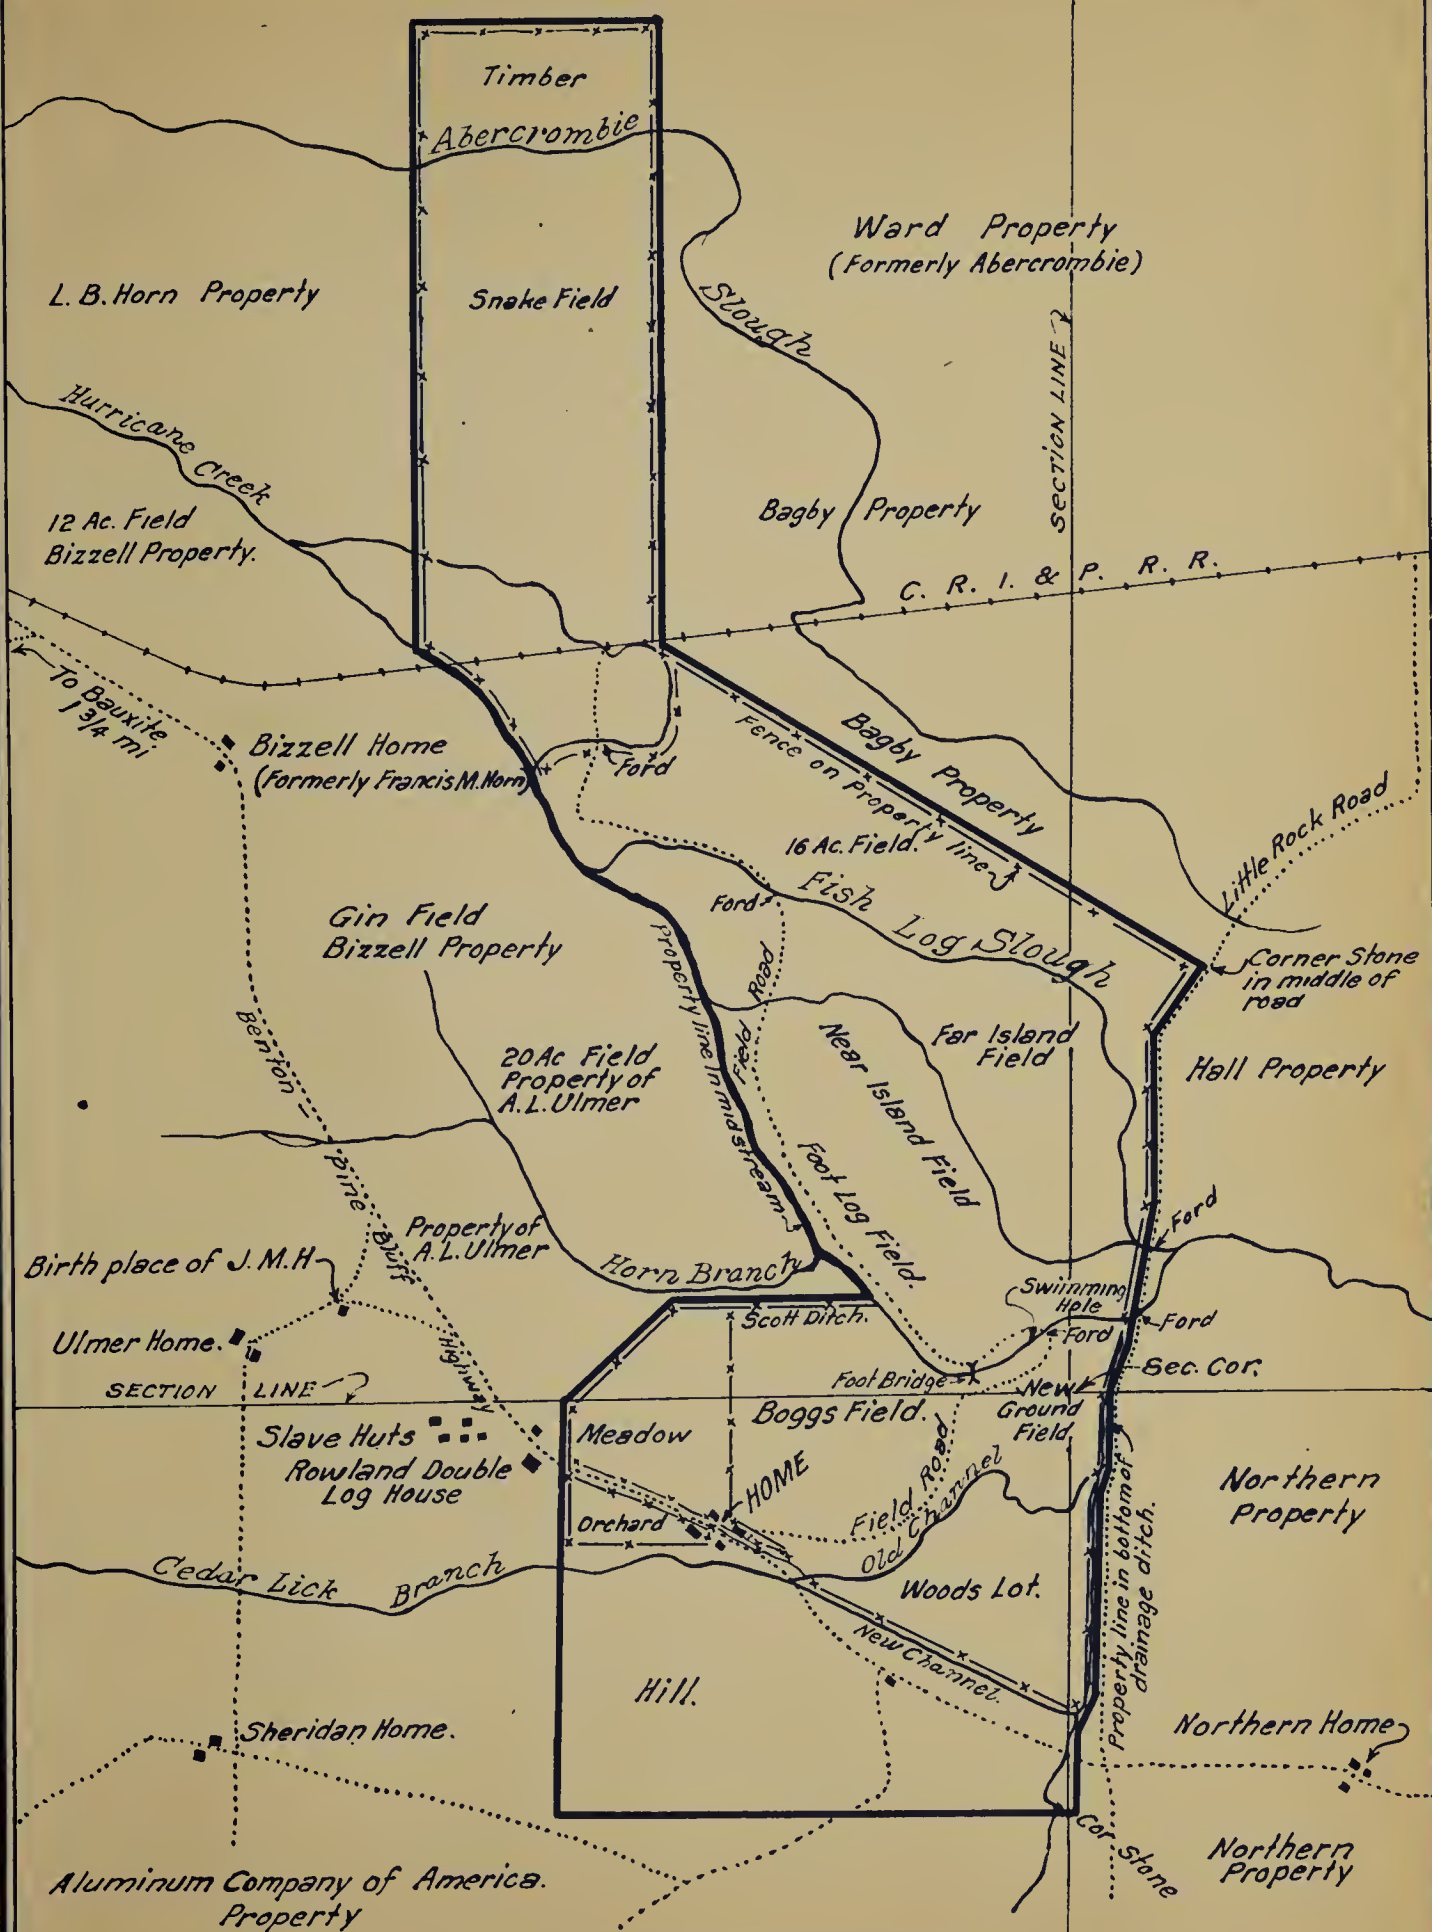 Timber
Abercrombie
Slough
Ward Property
(Formerly Abercrombie)
L. B. Horn Property
Snake Field
SECTION LINE
Hurricane Creek
12 Ac. Field
Bizzell Property.
Bagby Property
C. R. I. & P. R. R.
To Bauxite
1 3/4 mi
Bizzell Home
(Formerly Francis M. Horn)
Ford
Fence on Property line
Bagby Property
16 Ac. Field.
Little Rock Road
Fish Log Slough
Ford
Gin Field
Bizzell Property
Property line in midstream
Field Road
Corner Stone
in middle of
road
Far Island
Field
Near Island Field
Hall Property
20 Ac Field
Property of
A.L. Ulmer
Benton - Pine Bluff Highway
Foot Log Field.
Property of
A.L. Ulmer
Ford
Birth place of J. M. H
Horn Branch
Swiinming
Hole
Scott Ditch.
Ford
Ford
Ulmer Home.
SECTION LINE
Foot Bridge
Sec. Cor.
New
Ground
Field
Boggs Field.
Slave Huts
Meadow
Rowland Double
Log House
HOME
Field Road
Old Channel
Northern
Property
Orchard
Cedar Lick Branch
Woods Lot.
Property line in bottom of
drainage ditch.
New Channel.
Hill.
Sheridan Home.
Northern Home
Cor Stone
Northern
Property
Aluminum Company of America.
Property